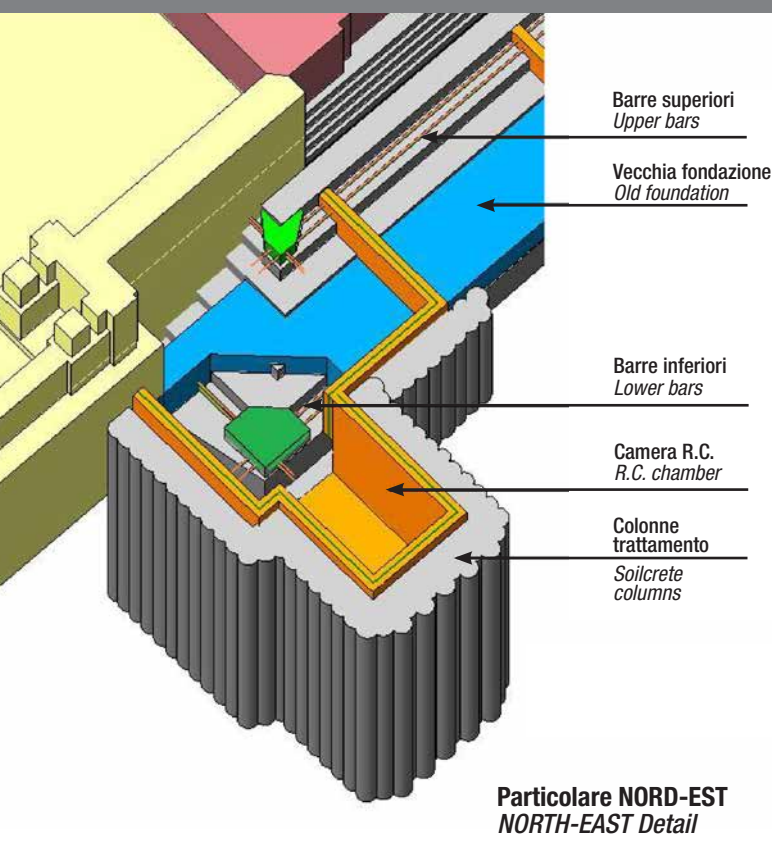 Barre superiori
Upper bars
Vecchia fondazione
Old foundation
Barre inferiori
Lower bars
Camera R.C.
R.C. chamber
Colonne
trattamento
Soilcrete
columns
Particolare NORD-EST
NORTH-EAST Detail